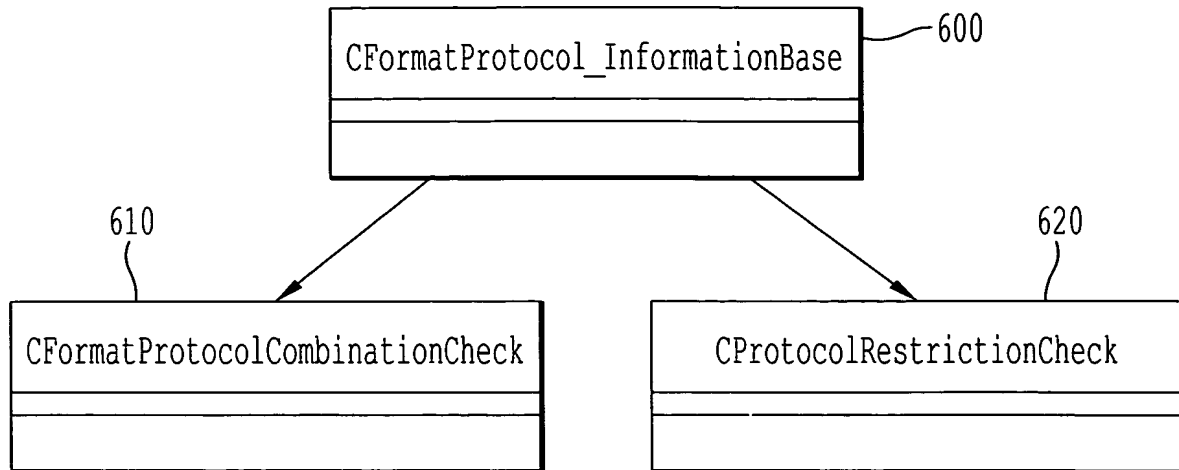 600
CFormatProtocol_InformationBase
610
620
CFormatProtocolCombinationCheck
CProtocolRestrictionCheck